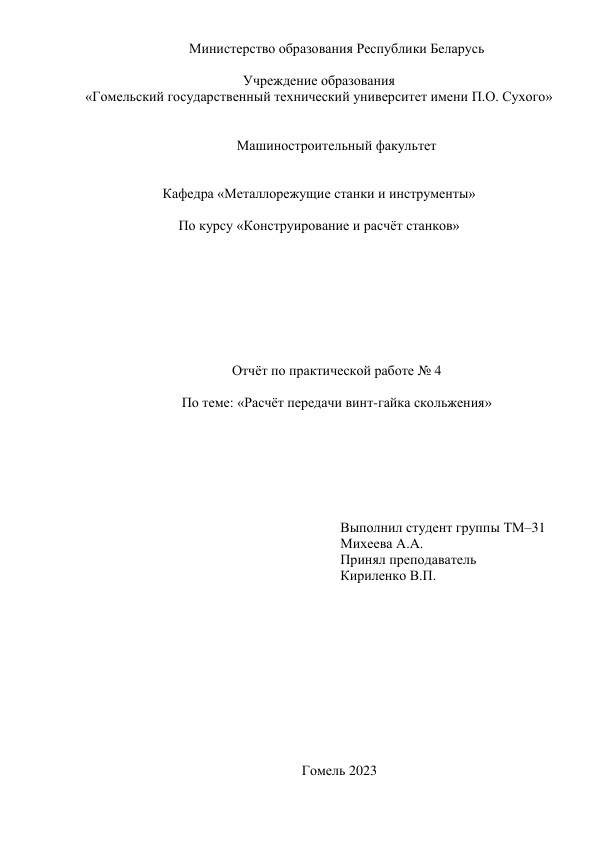 Министерство образования Республики Беларусь
Учреждение образования
«Гомельский государственный технический университет имени П.О. Сухого»
Машиностроительный факультет
Кафедра «Металлорежущие станки и инструменты»
По курсу «Конструирование и расчёт станков»
Отчёт по практической работе № 4
По теме: «Расчёт передачи винт-гайка скольжения»
Выполнил студент группы ТМ–31
Михеева А.А.
Принял преподаватель
Кириленко В.П.
Гомель 2023